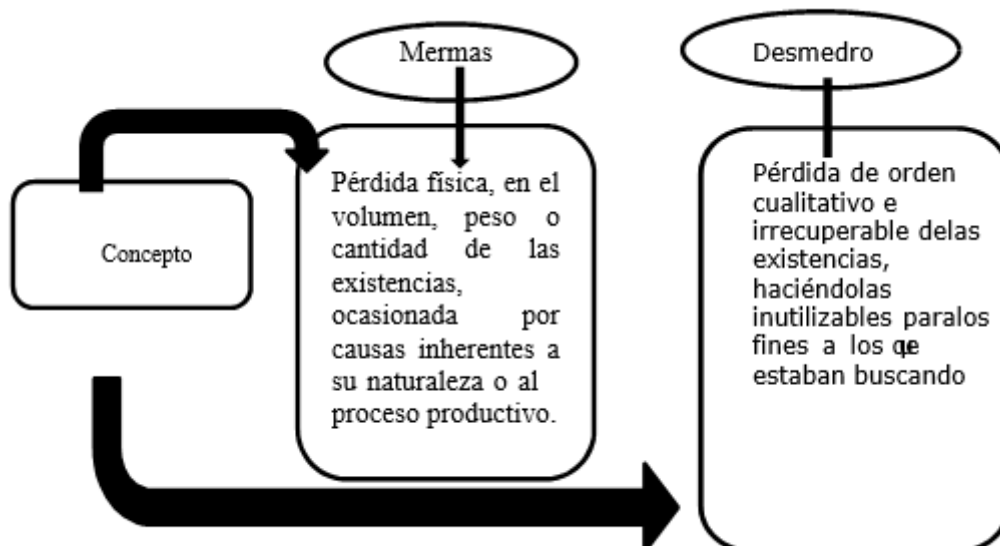 Mermas
Desmedro
Concepto
Pérdida física, en el
volumen, peso o
cantidad de las
existencias,
ocasionada por
causas inherentes a
su naturaleza o al
proceso productivo.
Pérdida de orden
cualitativo e
irrecuperable delas
existencias,
haciéndolas
inutilizables paralos
fines a los que
estaban buscando